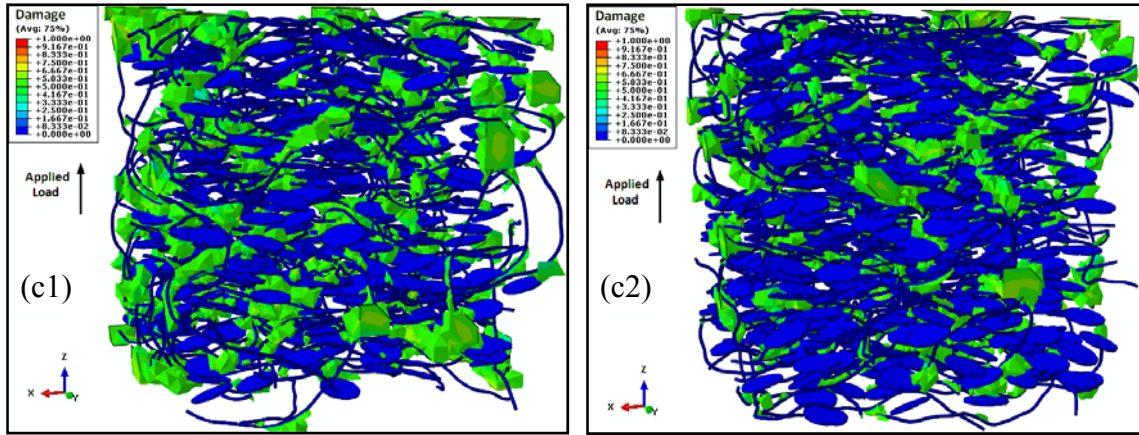 Damage
(Avg: 75%)
+1.000e+00
+9.167e-01
+8.333e-01
+7.500e-01
+6.667e-01
+5.833e-01
+5.000e-01
+4.167e-01
+3.333e-01
+2.500e-01
+1.667e-01
+8.333e-02
+0.000e+00
Applied
Load
(c1)
Z
X
Y
Damage
(Avg: 75%)
+1.000e+00
+9.167e-01
+8.333e-01
+7.500e-01
+6.667e-01
+5.833e-01
+5.000e-01
+4.167e-01
+3.333e-01
+2.500e-01
+1.667e-01
+8.333e-02
+0.000e+00
Applied
Load
(c2)
Z
X
Y